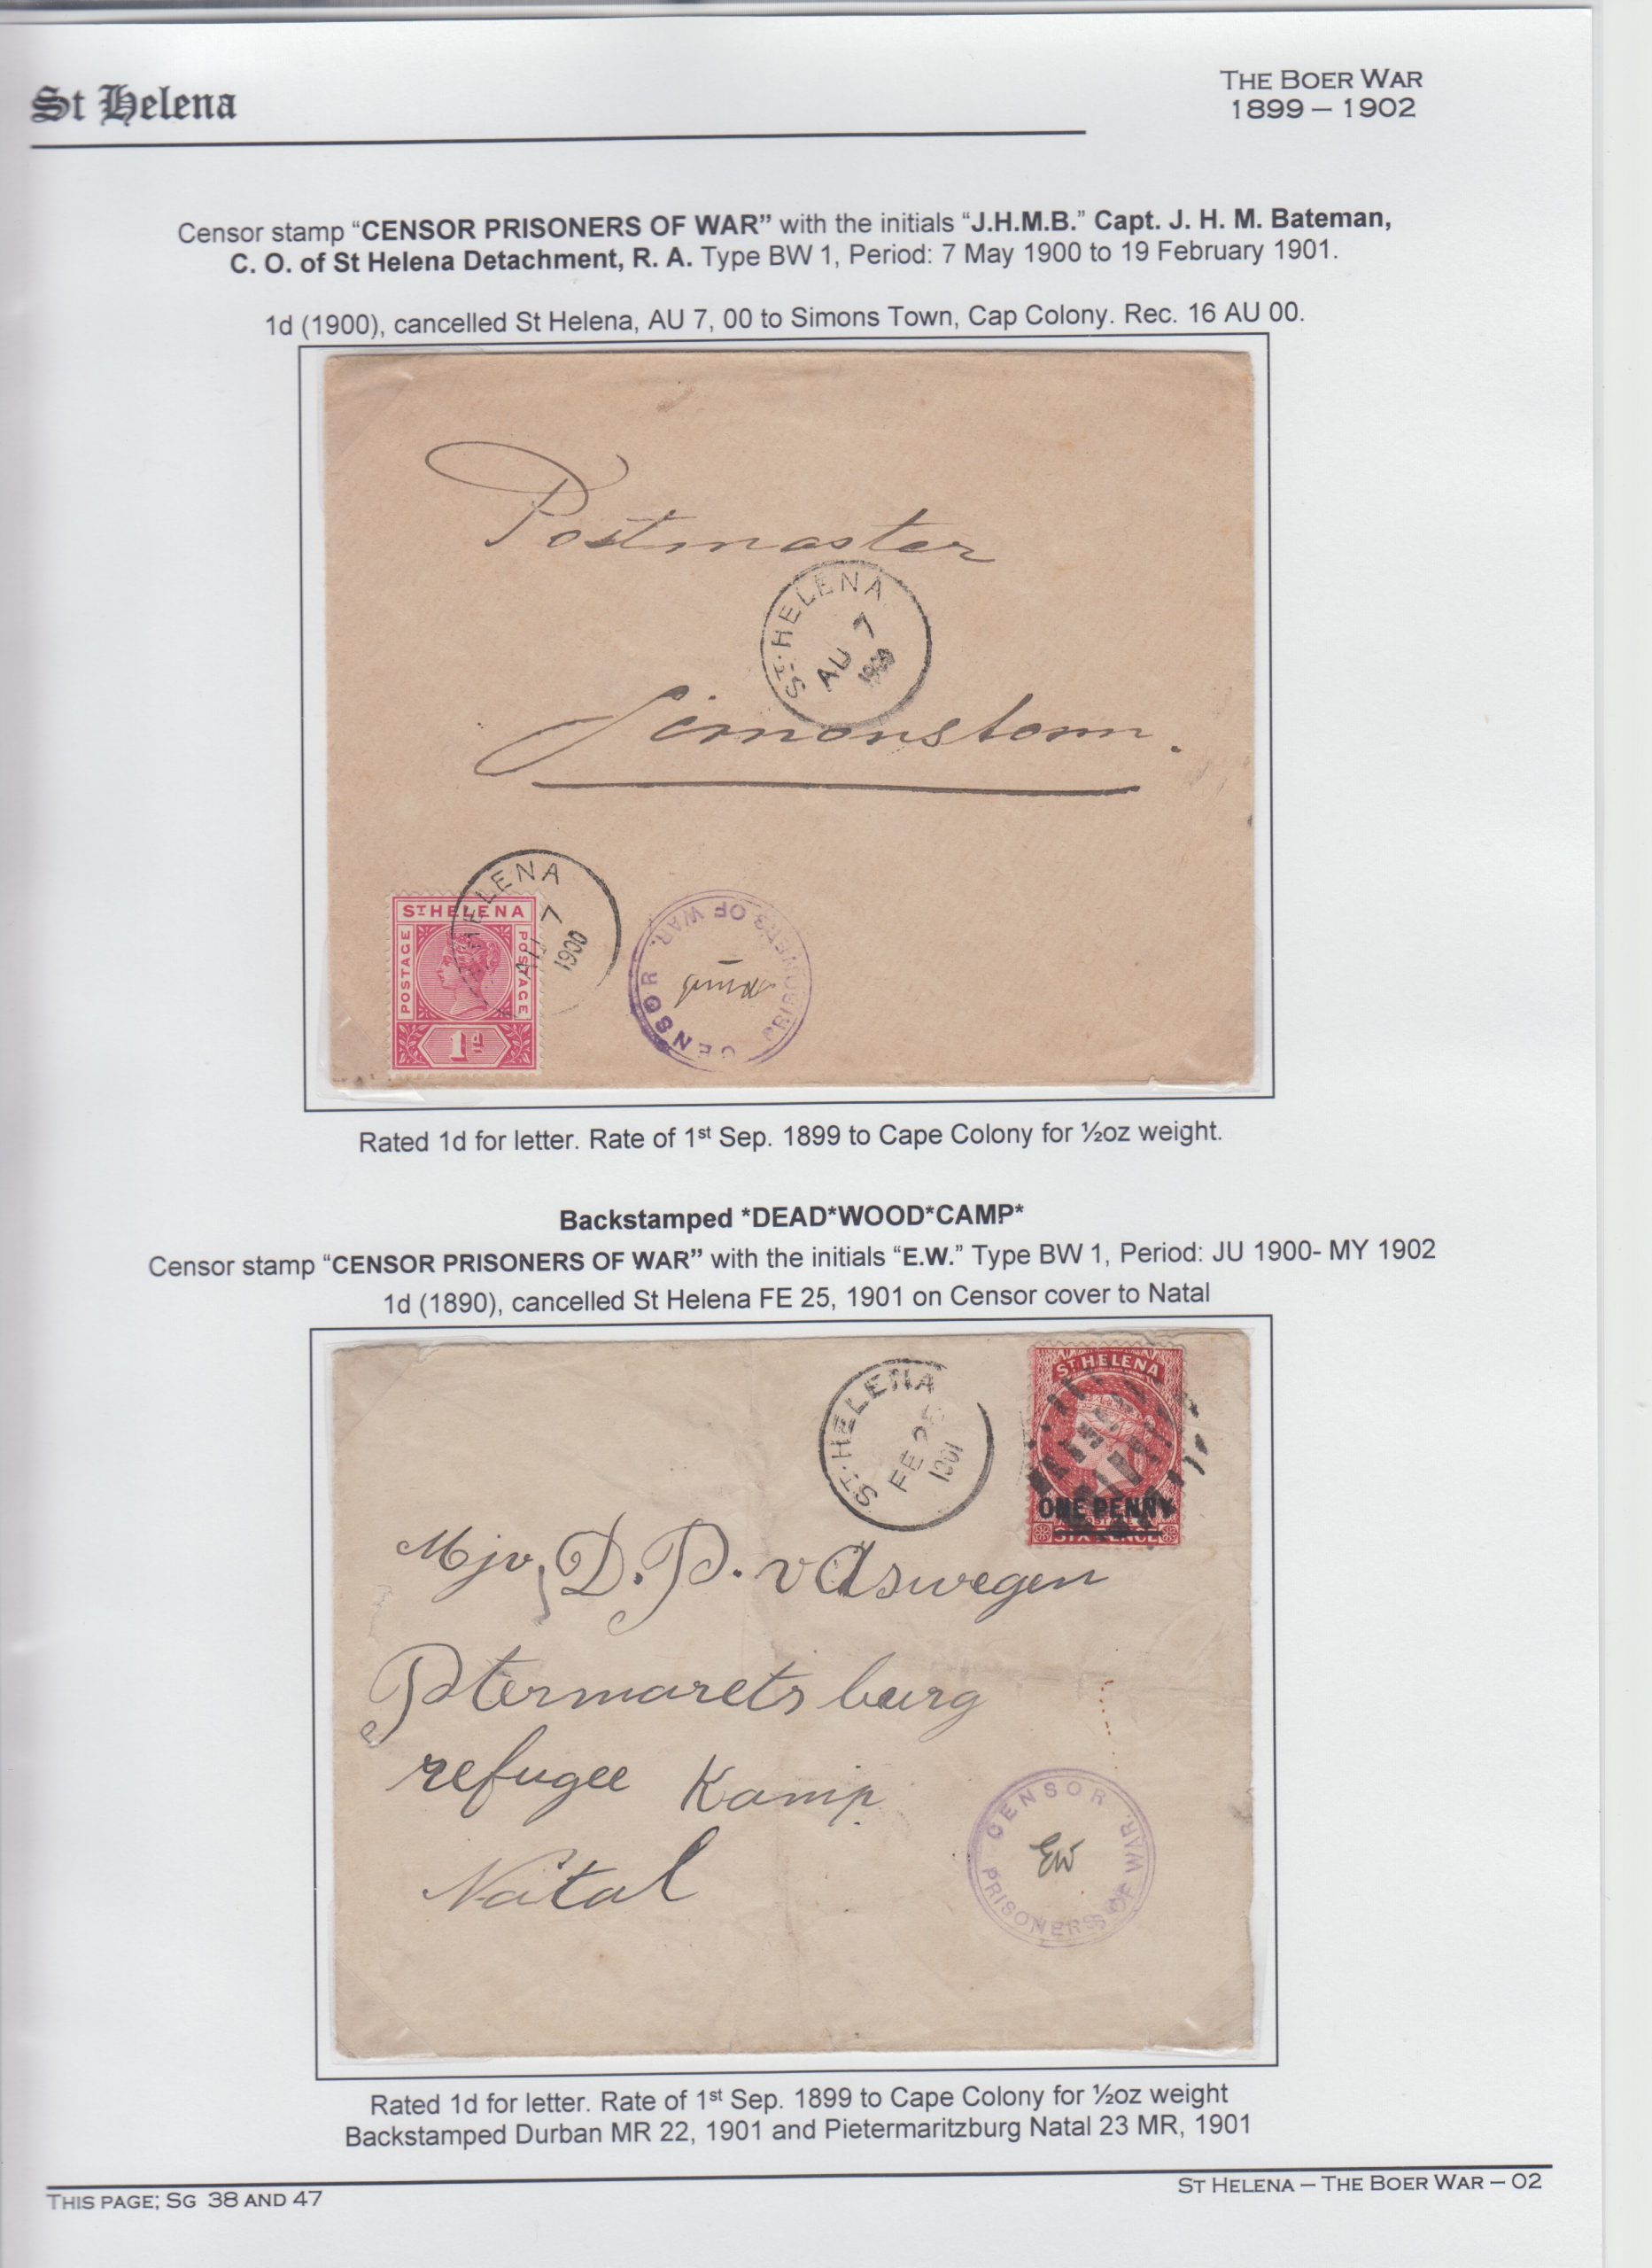 St Helena
THE BOER WAR
1899 – 1902
Censor stamp “CENSOR PRISONERS OF WAR” with the initials “J.H.M.B.” Capt. J. H. M. Bateman,
C. O. of St Helena Detachment, R. A. Type BW 1, Period: 7 May 1900 to 19 February 1901.
1d (1900), cancelled St Helena, AU 7, 00 to Simons Town, Cap Colony. Rec. 16 AU 00.
Postmaster
ST. HELENA
AU 7
1900
Simonstown.
HELENA
AU 7
1900
ST HELENA
POSTAGE
POSTAGE
1d
CENSOR
PRISONERS OF WAR.
Rated 1d for letter. Rate of 1st Sep. 1899 to Cape Colony for ½oz weight.
Backstamped *DEAD*WOOD*CAMP*
Censor stamp “CENSOR PRISONERS OF WAR” with the initials “E.W.” Type BW 1, Period: JU 1900- MY 1902
1d (1890), cancelled St Helena FE 25, 1901 on Censor cover to Natal
ST. HELENA
FE 25
1901
ST HELENA
ONE PENNY
SIX PENCE
Mjv, D. P. v Aswegen
Ptermaretsburg
refugee Kamp
Natal
CENSOR
PRISONERS OF WAR.
EW
Rated 1d for letter. Rate of 1st Sep. 1899 to Cape Colony for ½oz weight
Backstamped Durban MR 22, 1901 and Pietermaritzburg Natal 23 MR, 1901
THIS PAGE; SG 38 AND 47
ST HELENA – THE BOER WAR – 02